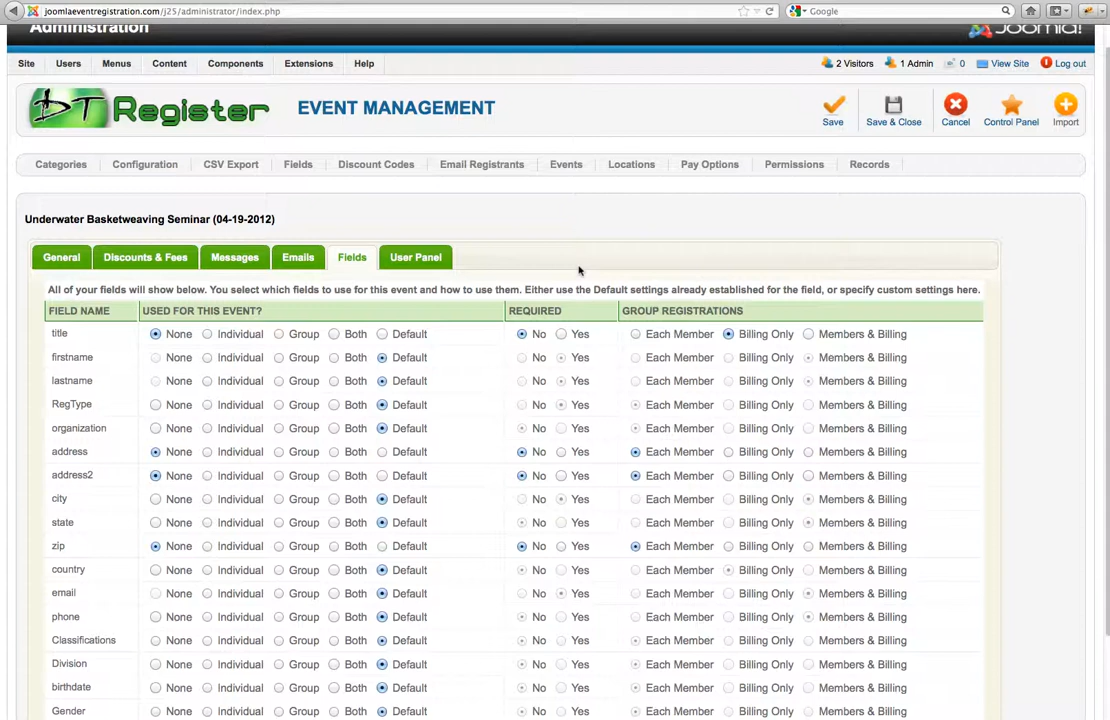 joomlaeventregistration.com/j25/administrator/index.php
Google
Administration
Joomla!
Site Users Menus Content Components Extensions Help
2 Visitors 1 Admin 0 View Site Log out
DT Register EVENT MANAGEMENT
Save Save & Close Cancel Control Panel Import
Categories Configuration CSV Export Fields Discount Codes Email Registrants Events Locations Pay Options Permissions Records
Underwater Basketweaving Seminar (04-19-2012)
General Discounts & Fees Messages Emails Fields User Panel
All of your fields will show below. You select which fields to use for this event and how to use them. Either use the Default settings already established for the field, or specify custom settings here.
FIELD NAME USED FOR THIS EVENT? REQUIRED GROUP REGISTRATIONS
title None Individual Group Both Default No Yes Each Member Billing Only Members & Billing
firstname None Individual Group Both Default No Yes Each Member Billing Only Members & Billing
lastname None Individual Group Both Default No Yes Each Member Billing Only Members & Billing
RegType None Individual Group Both Default No Yes Each Member Billing Only Members & Billing
organization None Individual Group Both Default No Yes Each Member Billing Only Members & Billing
address None Individual Group Both Default No Yes Each Member Billing Only Members & Billing
address2 None Individual Group Both Default No Yes Each Member Billing Only Members & Billing
city None Individual Group Both Default No Yes Each Member Billing Only Members & Billing
state None Individual Group Both Default No Yes Each Member Billing Only Members & Billing
zip None Individual Group Both Default No Yes Each Member Billing Only Members & Billing
country None Individual Group Both Default No Yes Each Member Billing Only Members & Billing
email None Individual Group Both Default No Yes Each Member Billing Only Members & Billing
phone None Individual Group Both Default No Yes Each Member Billing Only Members & Billing
Classifications None Individual Group Both Default No Yes Each Member Billing Only Members & Billing
Division None Individual Group Both Default No Yes Each Member Billing Only Members & Billing
birthdate None Individual Group Both Default No Yes Each Member Billing Only Members & Billing
Gender None Individual Group Both Default No Yes Each Member Billing Only Members & Billing